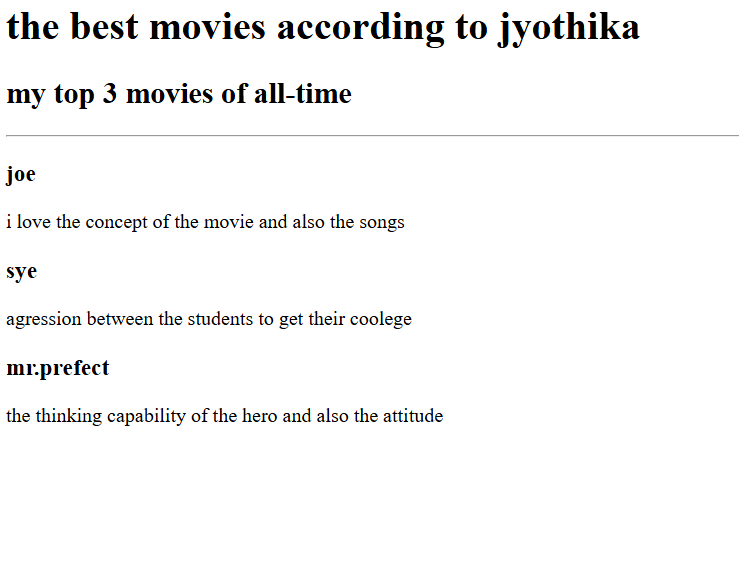 the best movies according to jyothika
my top 3 movies of all-time
joe
i love the concept of the movie and also the songs
sye
agression between the students to get their coolege
mr.prefect
the thinking capability of the hero and also the attitude